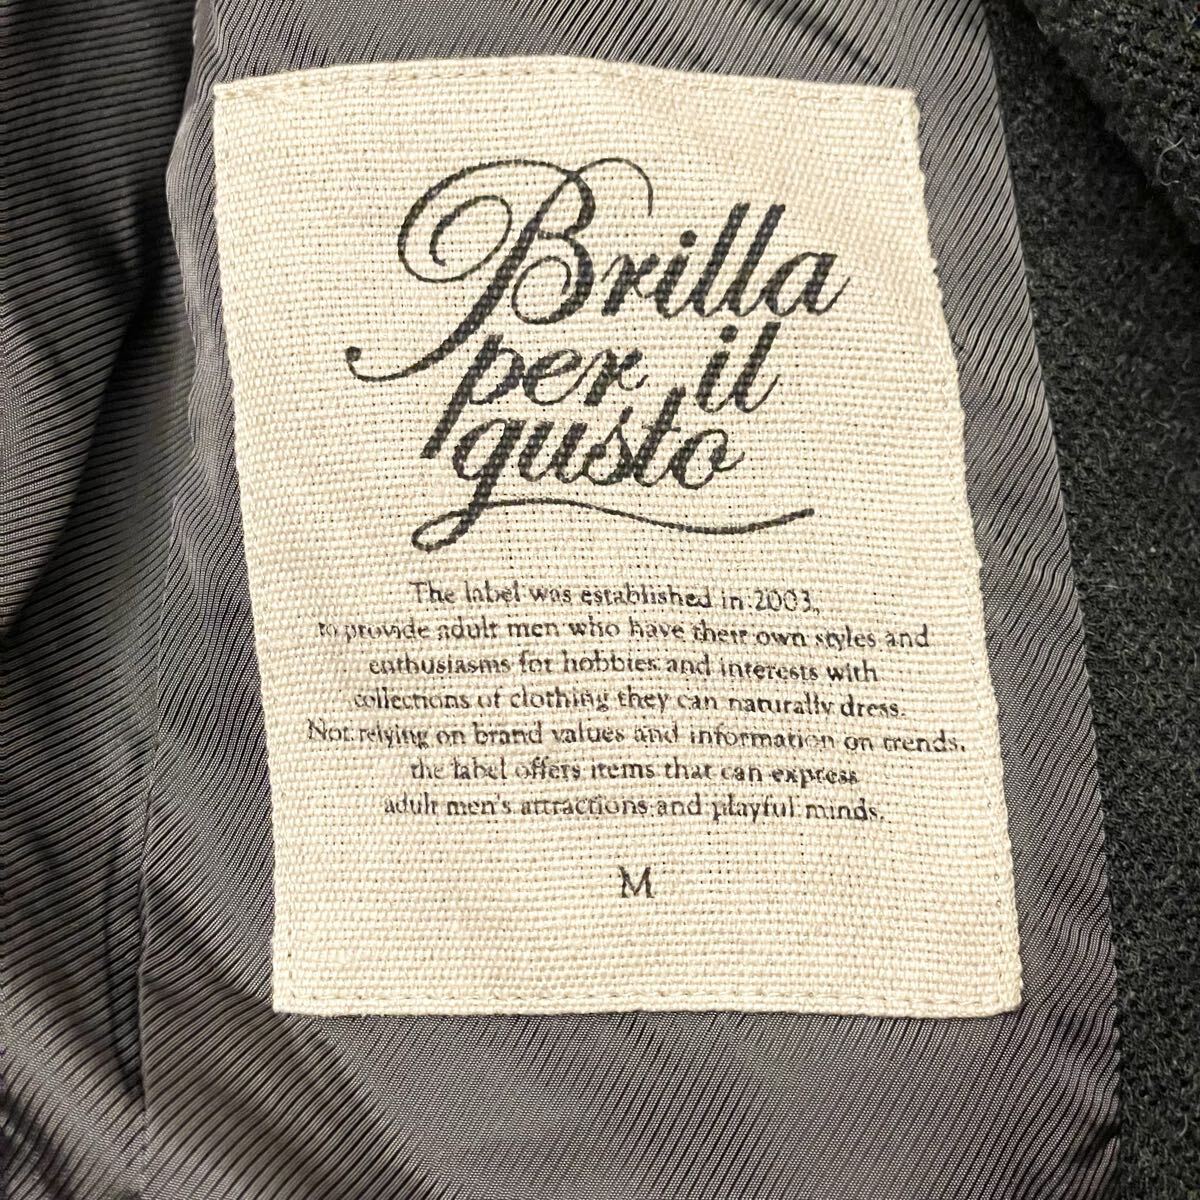 Brilla
per il
gusto
The label was established in 2003,
to provide adult men who have their own styles and
enthusiasms for hobbies and interests with
collections of clothing they can naturally dress.
Not relying on brand values and information on trends,
the label offers items that can express
adult men's attractions and playful minds.
M